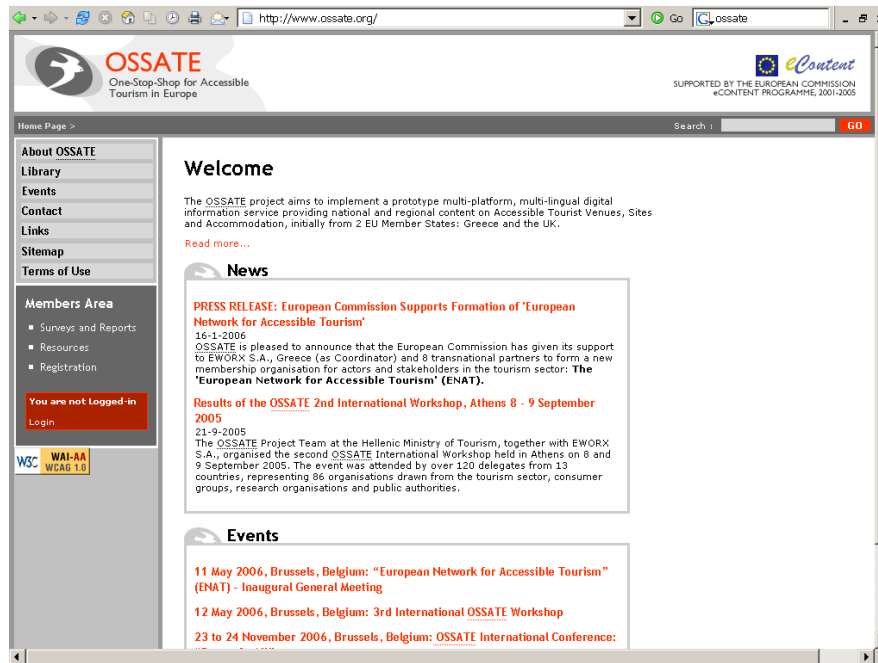 http://www.ossate.org/
Go
ossate
OSSATE
One-Stop-
Shop for Accessible
Tourism in Europe
eContent
SUPPORTED BY THE EUROPEAN COMMISSION
eCONTENT PROGRAMME, 2001-2005
Home Page >
Search :
GO
About OSSATE
Library
Events
Contact
Links
Sitemap
Terms of Use
Members Area
Surveys and Reports
Resources
Registration
You are not Logged-in
Login
W3C WAI-AA
WCAG 1.0
Welcome
The OSSATE project aims to implement a prototype multi-platform, multi-lingual digital
information service providing national and regional content on Accessible Tourist Venues, Sites
and Accommodation, initially from 2 EU Member States: Greece and the UK.
Read more...
News
PRESS RELEASE: European Commission Supports Formation of 'European
Network for Accessible Tourism'
16-1-2006
OSSATE is pleased to announce that the European Commission has given its support
to EWORX S.A., Greece (as Coordinator) and 8 transnational partners to form a new
membership organisation for actors and stakeholders in the tourism sector: The
'European Network for Accessible Tourism' (ENAT).
Results of the OSSATE 2nd International Workshop, Athens 8 - 9 September
2005
21-9-2005
The OSSATE Project Team at the Hellenic Ministry of Tourism, together with EWORX
S.A., organised the second OSSATE International Workshop held in Athens on 8 and
9 September 2005. The event was attended by over 120 delegates from 13
countries, representing 86 organisations drawn from the tourism sector, consumer
groups, research organisations and public authorities.
Events
11 May 2006, Brussels, Belgium: “European Network for Accessible Tourism”
(ENAT) - Inaugural General Meeting
12 May 2006, Brussels, Belgium: 3rd International OSSATE Workshop
23 to 24 November 2006, Brussels, Belgium: OSSATE International Conference: